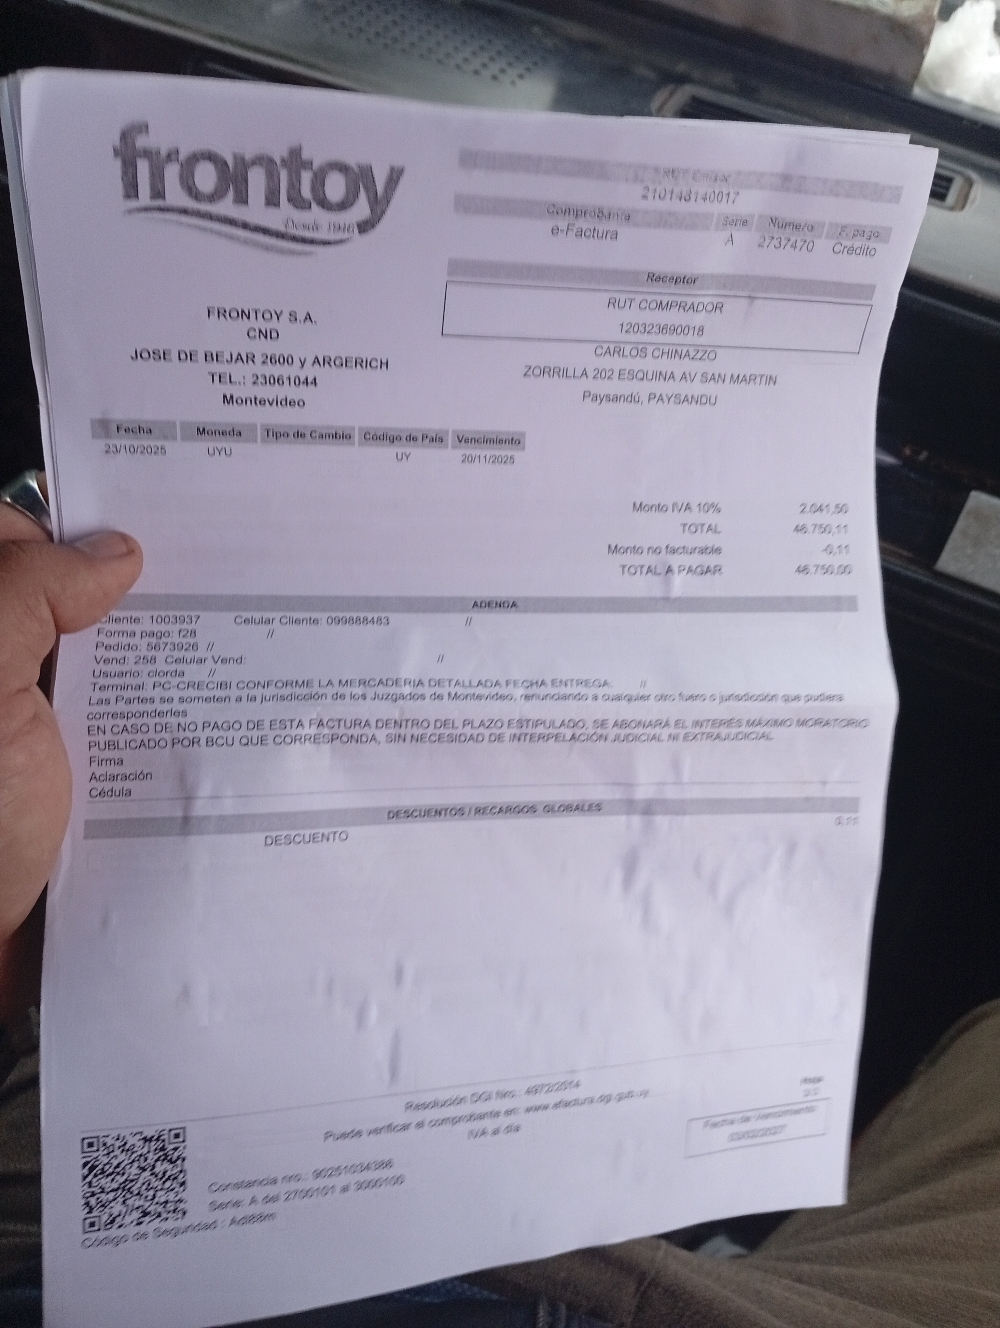 frontoy
Desde 1946
RUT Emisor
210148140017
Comprobante Serie Número F. pago
e-Factura A 2737470 Crédito
Receptor
RUT COMPRADOR
120323690018
CARLOS CHINAZZO
ZORRILLA 202 ESQUINA AV SAN MARTIN
Paysandú, PAYSANDU
FRONTOY S.A.
CND
JOSE DE BEJAR 2600 y ARGERICH
TEL.: 23061044
Montevideo
Fecha Moneda Tipo de Cambio Código de País Vencimiento
23/10/2025 UYU UY 20/11/2025
Monto IVA 10% 2.041,50
TOTAL 46.750,11
Monto no facturable -0,11
TOTAL A PAGAR 46.750,00
ADENDA
Cliente: 1003937 Celular Cliente: 099888483 //
Forma pago: f28 //
Pedido: 5673926 //
Vend: 258 Celular Vend: //
Usuario: clorda //
Terminal: PC-CRECIBI CONFORME LA MERCADERIA DETALLADA FECHA ENTREGA: //
Las Partes se someten a la jurisdicción de los Juzgados de Montevideo, renunciando a cualquier otro fuero o jurisdicción que pudiera
corresponderles
EN CASO DE NO PAGO DE ESTA FACTURA DENTRO DEL PLAZO ESTIPULADO, SE ABONARÁ EL INTERÉS MÁXIMO MORATORIO
PUBLICADO POR BCU QUE CORRESPONDA, SIN NECESIDAD DE INTERPELACIÓN JUDICIAL NI EXTRAJUDICIAL
Firma
Aclaración
Cédula
DESCUENTOS / RECARGOS GLOBALES
DESCUENTO
Resolución DGI Nro.: 4972/2014
Puede verificar el comprobante en: www.efactura.dgi.gub.uy
IVA al día
Fecha de Vencimiento
Constancia nro.: 90251034386
Serie: A del 2700101 al 3000100
Código de Seguridad :